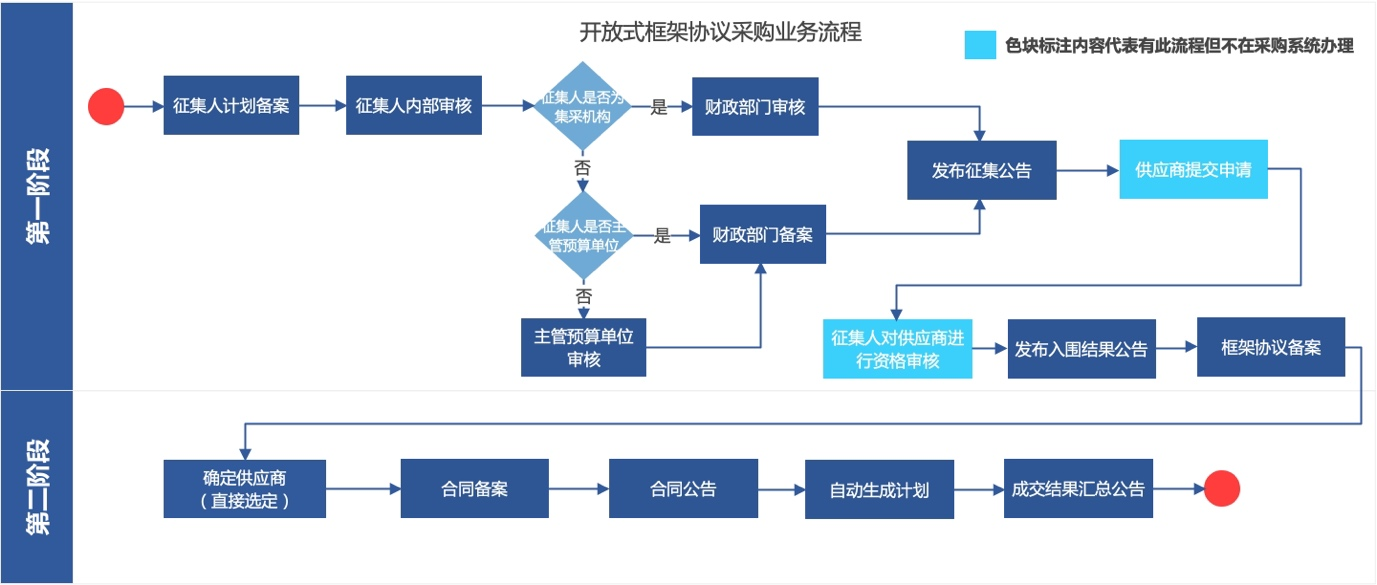 开放式框架协议采购业务流程
色块标注内容代表有此流程但不在采购系统办理
第一阶段
征集人计划备案
征集人内部审核
征集人是否为
集采机构
是
财政部门审核
否
发布征集公告
供应商提交申请
征集人是否主
管预算单位
是
财政部门备案
否
主管预算单位
审核
征集人对供应商进
行资格审核
发布入围结果公告
框架协议备案
第二阶段
确定供应商
（直接选定）
合同备案
合同公告
自动生成计划
成交结果汇总公告